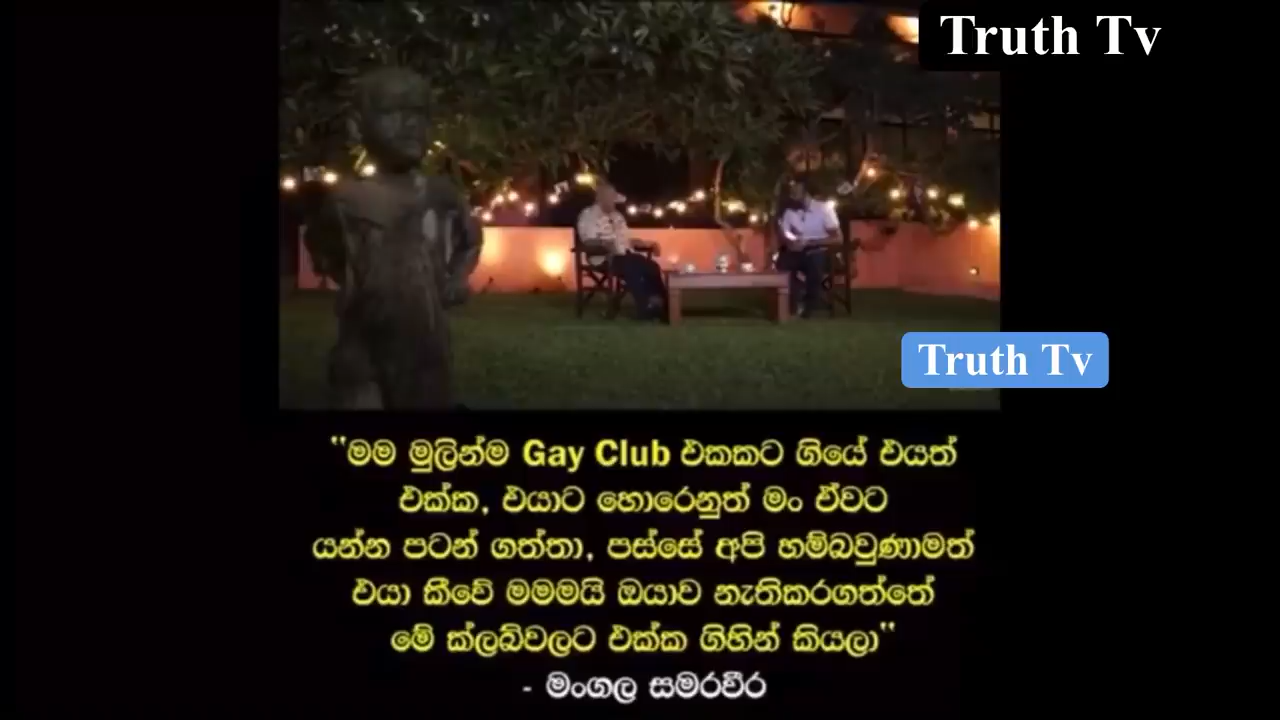 Truth Tv
Truth Tv
"මම මුලින්ම Gay Club එකකට ගියේ එයත්
එක්ක, එයාට හොරෙනුත් මං ඒවට
යන්න පටන් ගත්තා, පස්සේ අපි හම්බවුණාමත්
එයා කීවේ මමමයි ඔයාව නැතිකරගත්තේ
මේ ක්ලබ්වලට එක්ක ගිහින් කියලා"
- මංගල සමරවීර